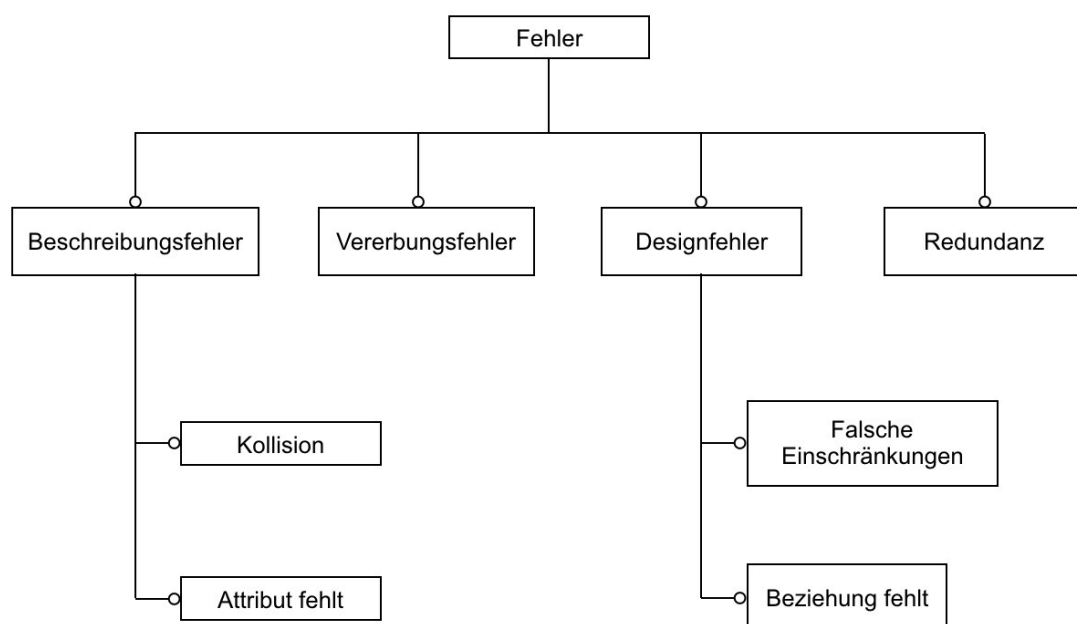 Fehler
Beschreibungsfehler
Vererbungsfehler
Designfehler
Redundanz
Kollision
Falsche
Einschränkungen
Attribut fehlt
Beziehung fehlt